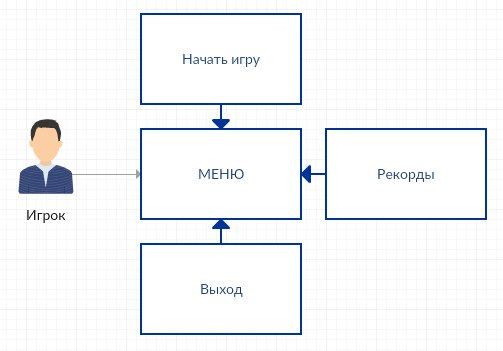 Начать игру
МЕНЮ
Рекорды
Игрок
Выход